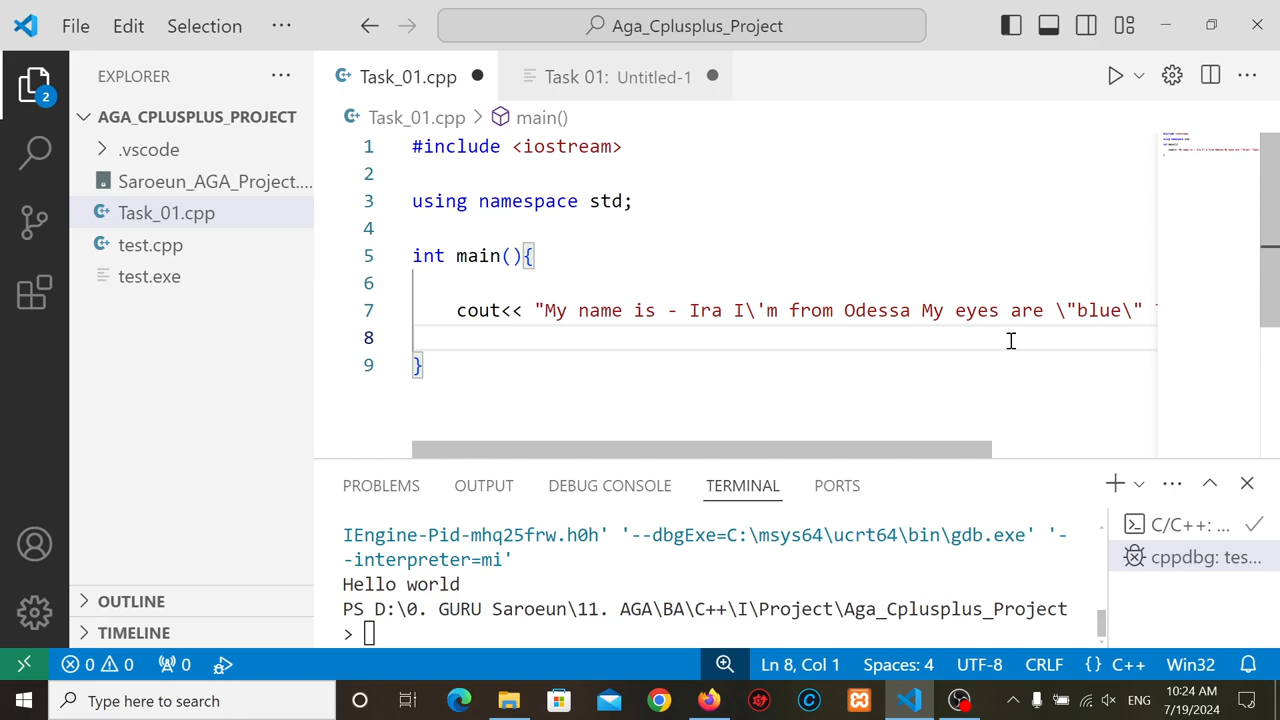 File Edit Selection ··· Aga_Cplusplus_Project
EXPLORER ···
AGA_CPLUSPLUS_PROJECT
.vscode
Saroeun_AGA_Project....
Task_01.cpp
test.cpp
test.exe
OUTLINE
TIMELINE
2
Task_01.cpp ● Task 01: Untitled-1 ●
Task_01.cpp > main()
1 #include <iostream>
2
3 using namespace std;
4
5 int main(){
6
7 cout<< "My name is - Ira I\'m from Odessa My eyes are \"blue\"
8
9 }
PROBLEMS OUTPUT DEBUG CONSOLE TERMINAL PORTS
IEngine-Pid-mhq25frw.h0h' '--dbgExe=C:\msys64\ucrt64\bin\gdb.exe' '-
-interpreter=mi'
Hello world
PS D:\0. GURU Saroeun\11. AGA\BA\C++\I\Project\Aga_Cplusplus_Project
>
C/C++: ...
cppdbg: tes...
0 0 0 Ln 8, Col 1 Spaces: 4 UTF-8 CRLF {} C++ Win32
Type here to search ENG 10:24 AM
7/19/2024